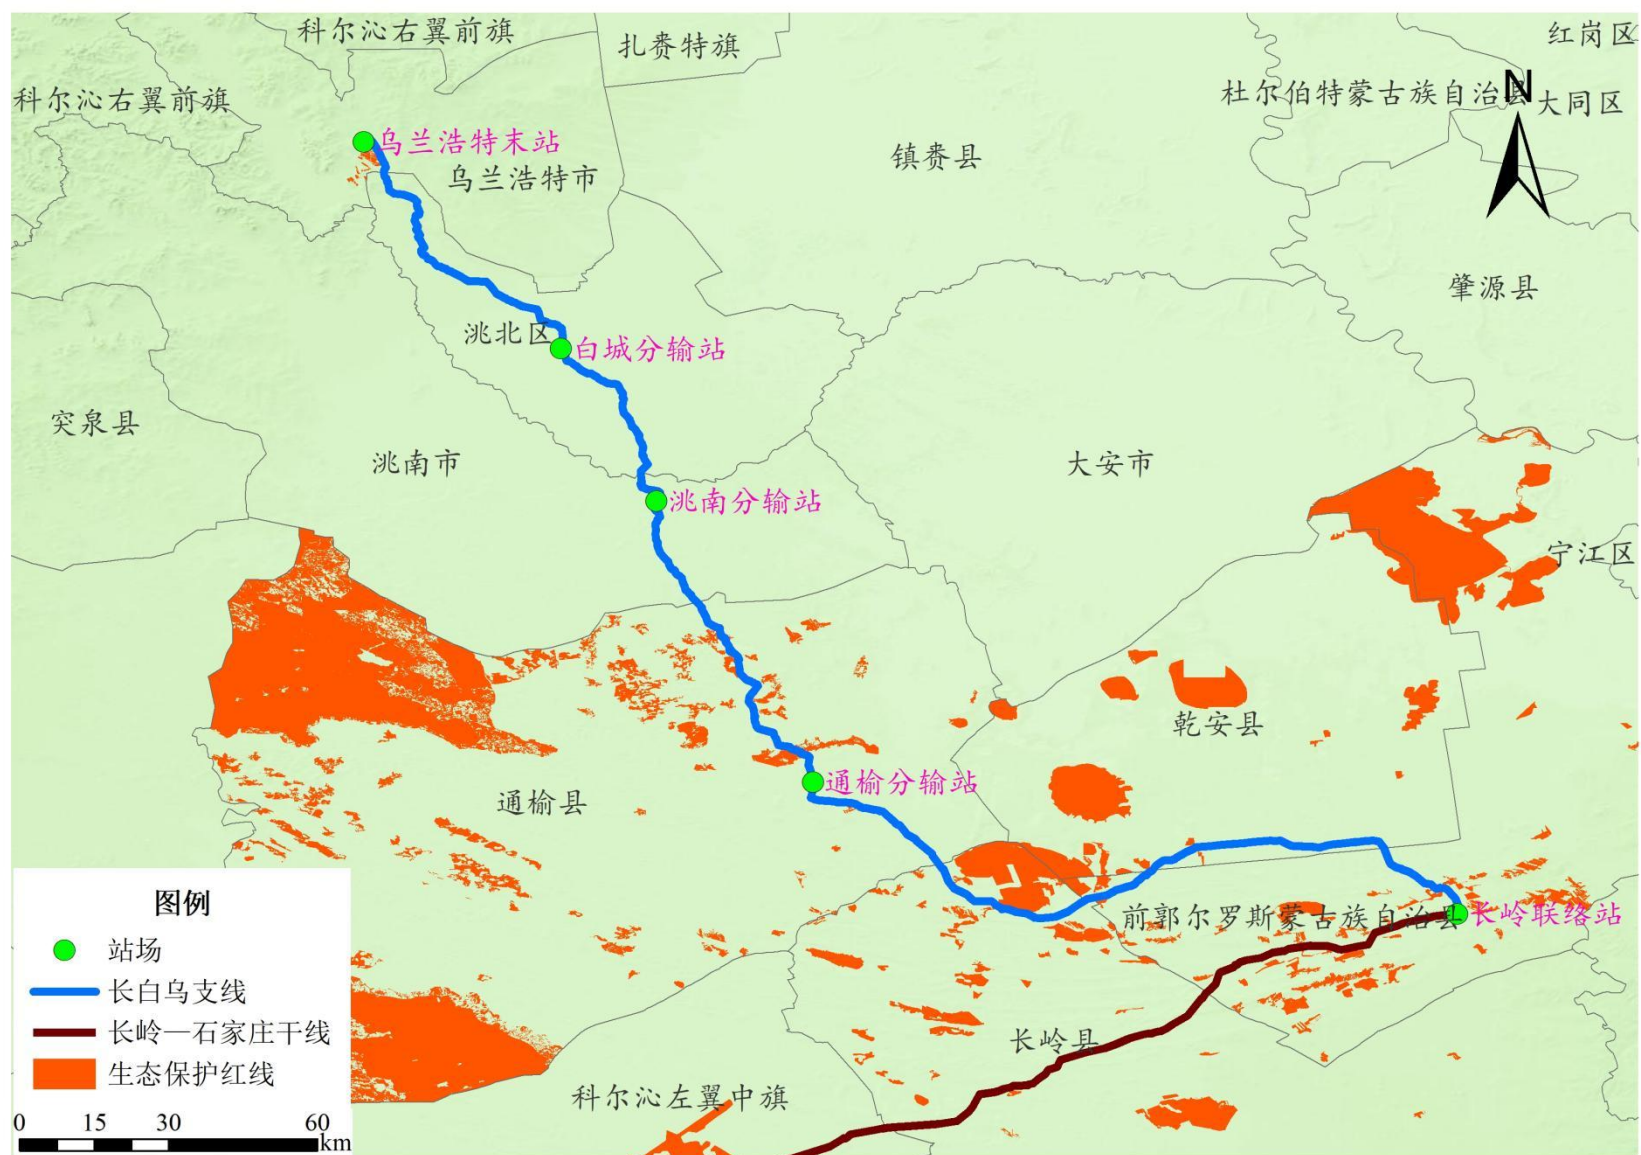 科尔沁右翼前旗
扎赉特旗
红岗区
科尔沁右翼前旗
杜尔伯特蒙古族自治县
N
大同区
乌兰浩特末站
镇赉县
乌兰浩特市
肇源县
洮北区
白城分输站
突泉县
洮南市
大安市
洮南分输站
宁江区
乾安县
通榆分输站
通榆县
前郭尔罗斯蒙古族自治县
长岭联络站
长岭县
科尔沁左翼中旗
图例
站场
长白乌支线
长岭—石家庄干线
生态保护红线
0 15 30 60
km